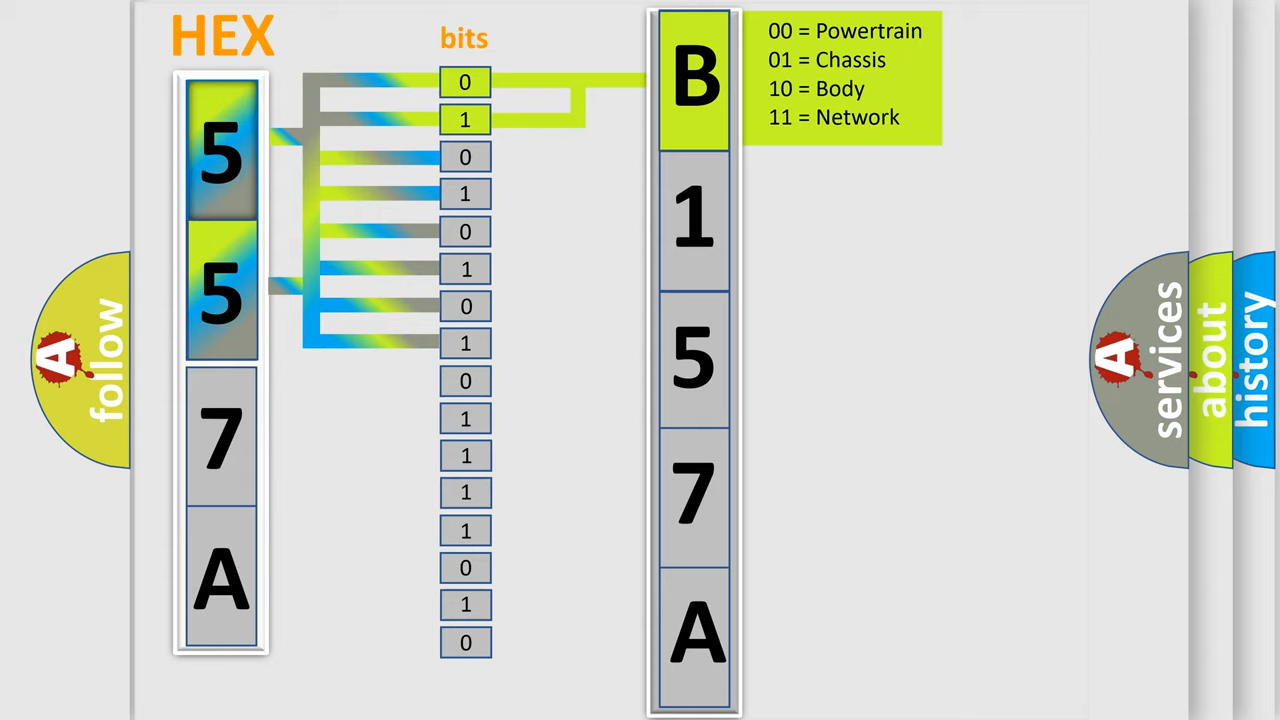 HEX
5
5
7
A
bits
0
1
0
1
0
1
0
1
0
1
1
1
1
0
1
0
B
1
5
7
A
00 = Powertrain
01 = Chassis
10 = Body
11 = Network
A
follow
A
services
about
history